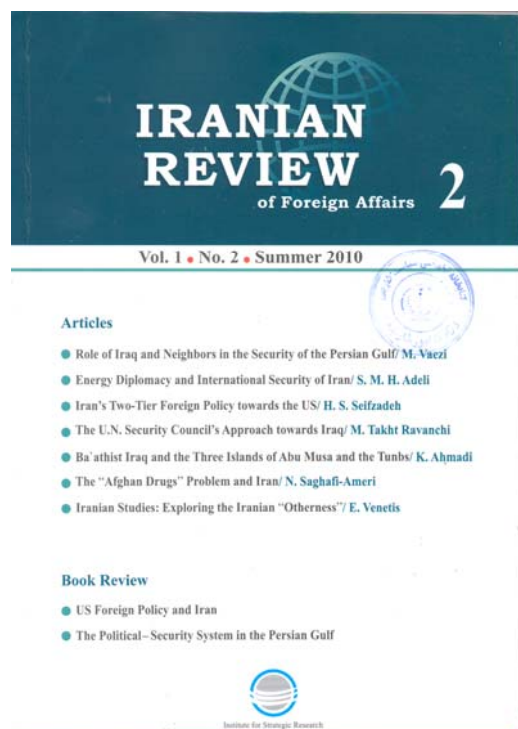 IRANIAN
REVIEW
of Foreign Affairs 2
Vol. 1 • No. 2 • Summer 2010
Articles
Role of Iraq and Neighbors in the Security of the Persian Gulf/ M. Vaezi
Energy Diplomacy and International Security of Iran/ S. M. H. Adeli
Iran's Two-Tier Foreign Policy towards the US/ H. S. Seifzadeh
The U.N. Security Council's Approach towards Iraq/ M. Takht Ravanchi
Ba`athist Iraq and the Three Islands of Abu Musa and the Tunbs/ K. Ahmadi
The “Afghan Drugs” Problem and Iran/ N. Saghafi-Ameri
Iranian Studies: Exploring the Iranian “Otherness”/ E. Venetis
Book Review
US Foreign Policy and Iran
The Political–Security System in the Persian Gulf
Institute for Strategic Research